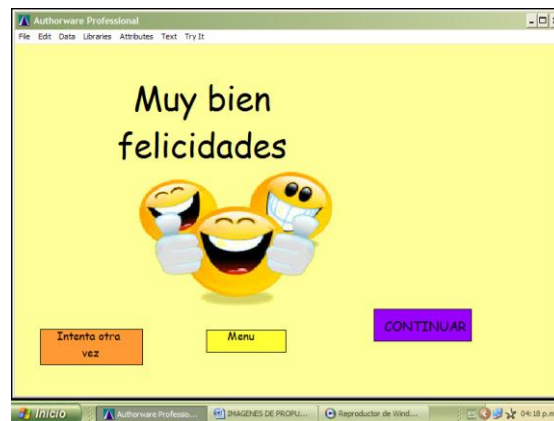 Authorware Professional
File Edit Data Libraries Attributes Text Try It
Muy bien
felicidades
Intenta otra
vez
Menu
CONTINUAR
Inicio Authorware Professio... IMAGENES DE PROPU... Reproductor de Wind... 04:18 p.m.